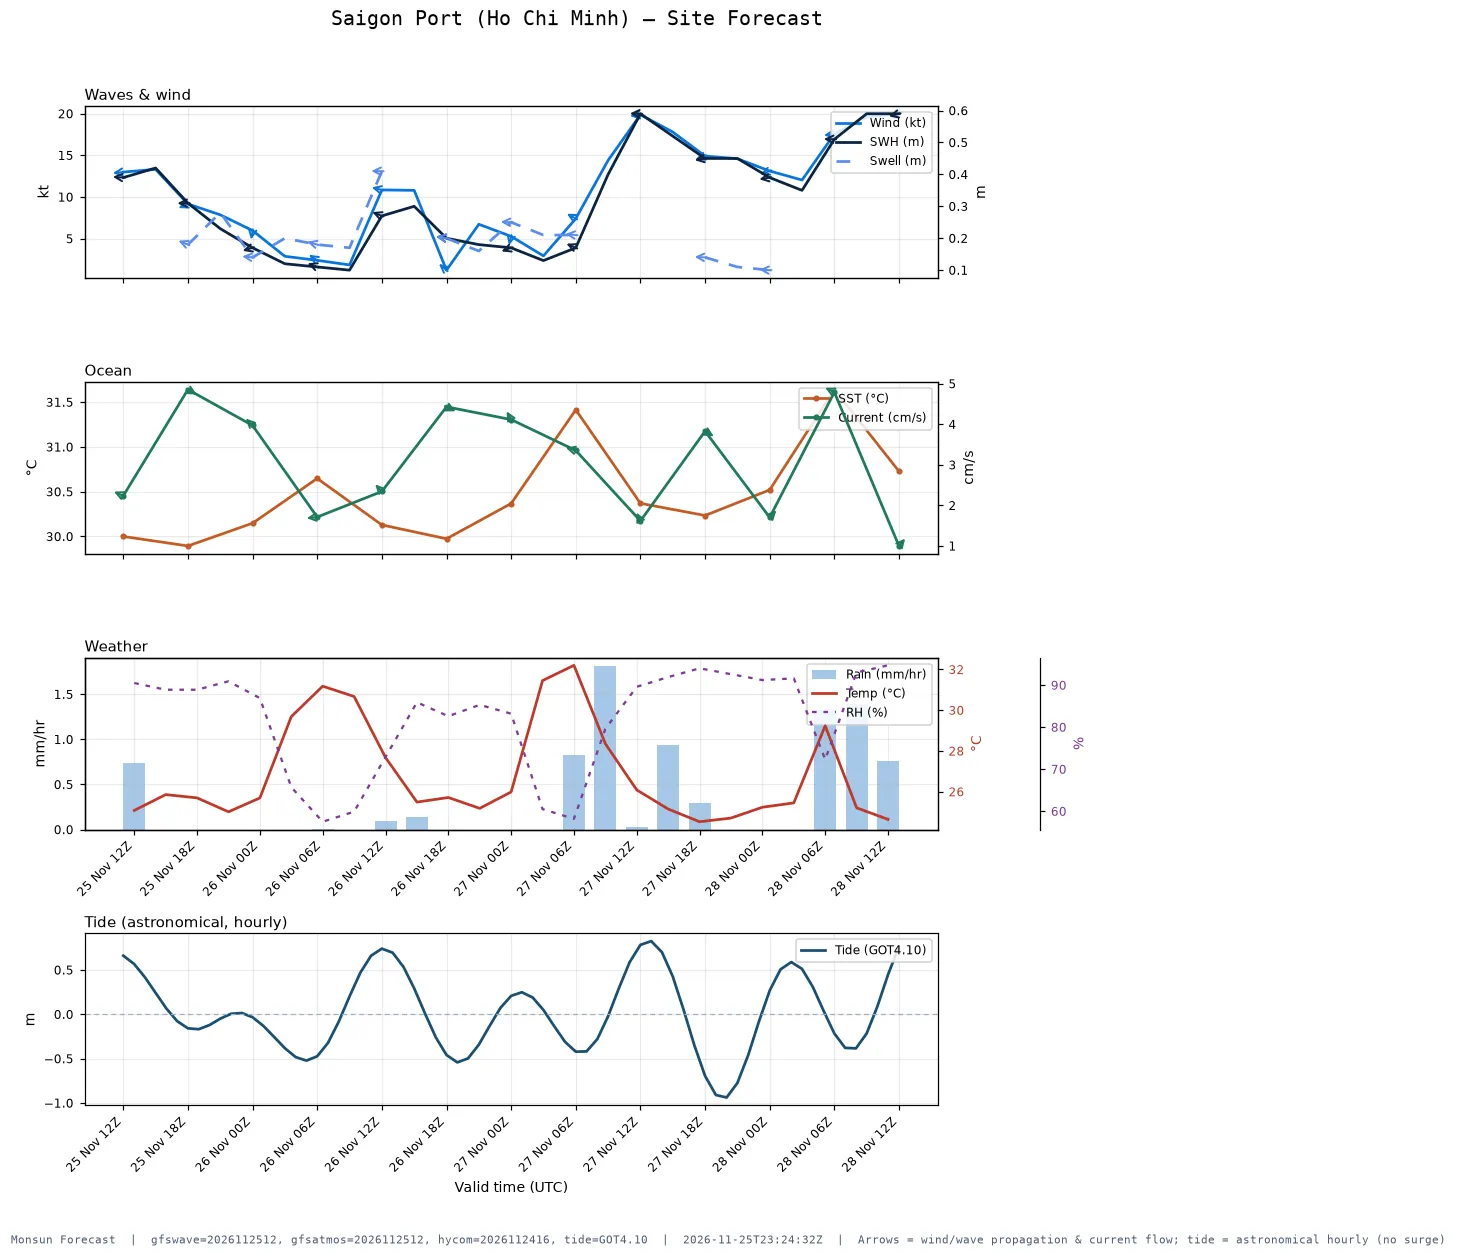 Saigon Port (Ho Chi Minh) — Site Forecast
Waves & wind
20
15
10
5
kt
0.6
0.5
0.4
0.3
0.2
0.1
m
Wind (kt)
SWH (m)
Swell (m)
Ocean
31.5
31.0
30.5
30.0
°C
5
4
3
2
1
cm/s
SST (°C)
Current (cm/s)
Weather
1.5
1.0
0.5
0.0
mm/hr
32
30
28
26
°C
90
80
70
60
%
Rain (mm/hr)
Temp (°C)
RH (%)
25 Nov 12Z
25 Nov 18Z
26 Nov 00Z
26 Nov 06Z
26 Nov 12Z
26 Nov 18Z
27 Nov 00Z
27 Nov 06Z
27 Nov 12Z
27 Nov 18Z
28 Nov 00Z
28 Nov 06Z
28 Nov 12Z
Tide (astronomical, hourly)
0.5
0.0
−0.5
−1.0
m
Tide (GOT4.10)
25 Nov 12Z
25 Nov 18Z
26 Nov 00Z
26 Nov 06Z
26 Nov 12Z
26 Nov 18Z
27 Nov 00Z
27 Nov 06Z
27 Nov 12Z
27 Nov 18Z
28 Nov 00Z
28 Nov 06Z
28 Nov 12Z
Valid time (UTC)
Monsun Forecast | gfswave=2026112512, gfsatmos=2026112512, hycom=2026112416, tide=GOT4.10 | 2026-11-25T23:24:32Z | Arrows = wind/wave propagation & current flow; tide = astronomical hourly (no surge)